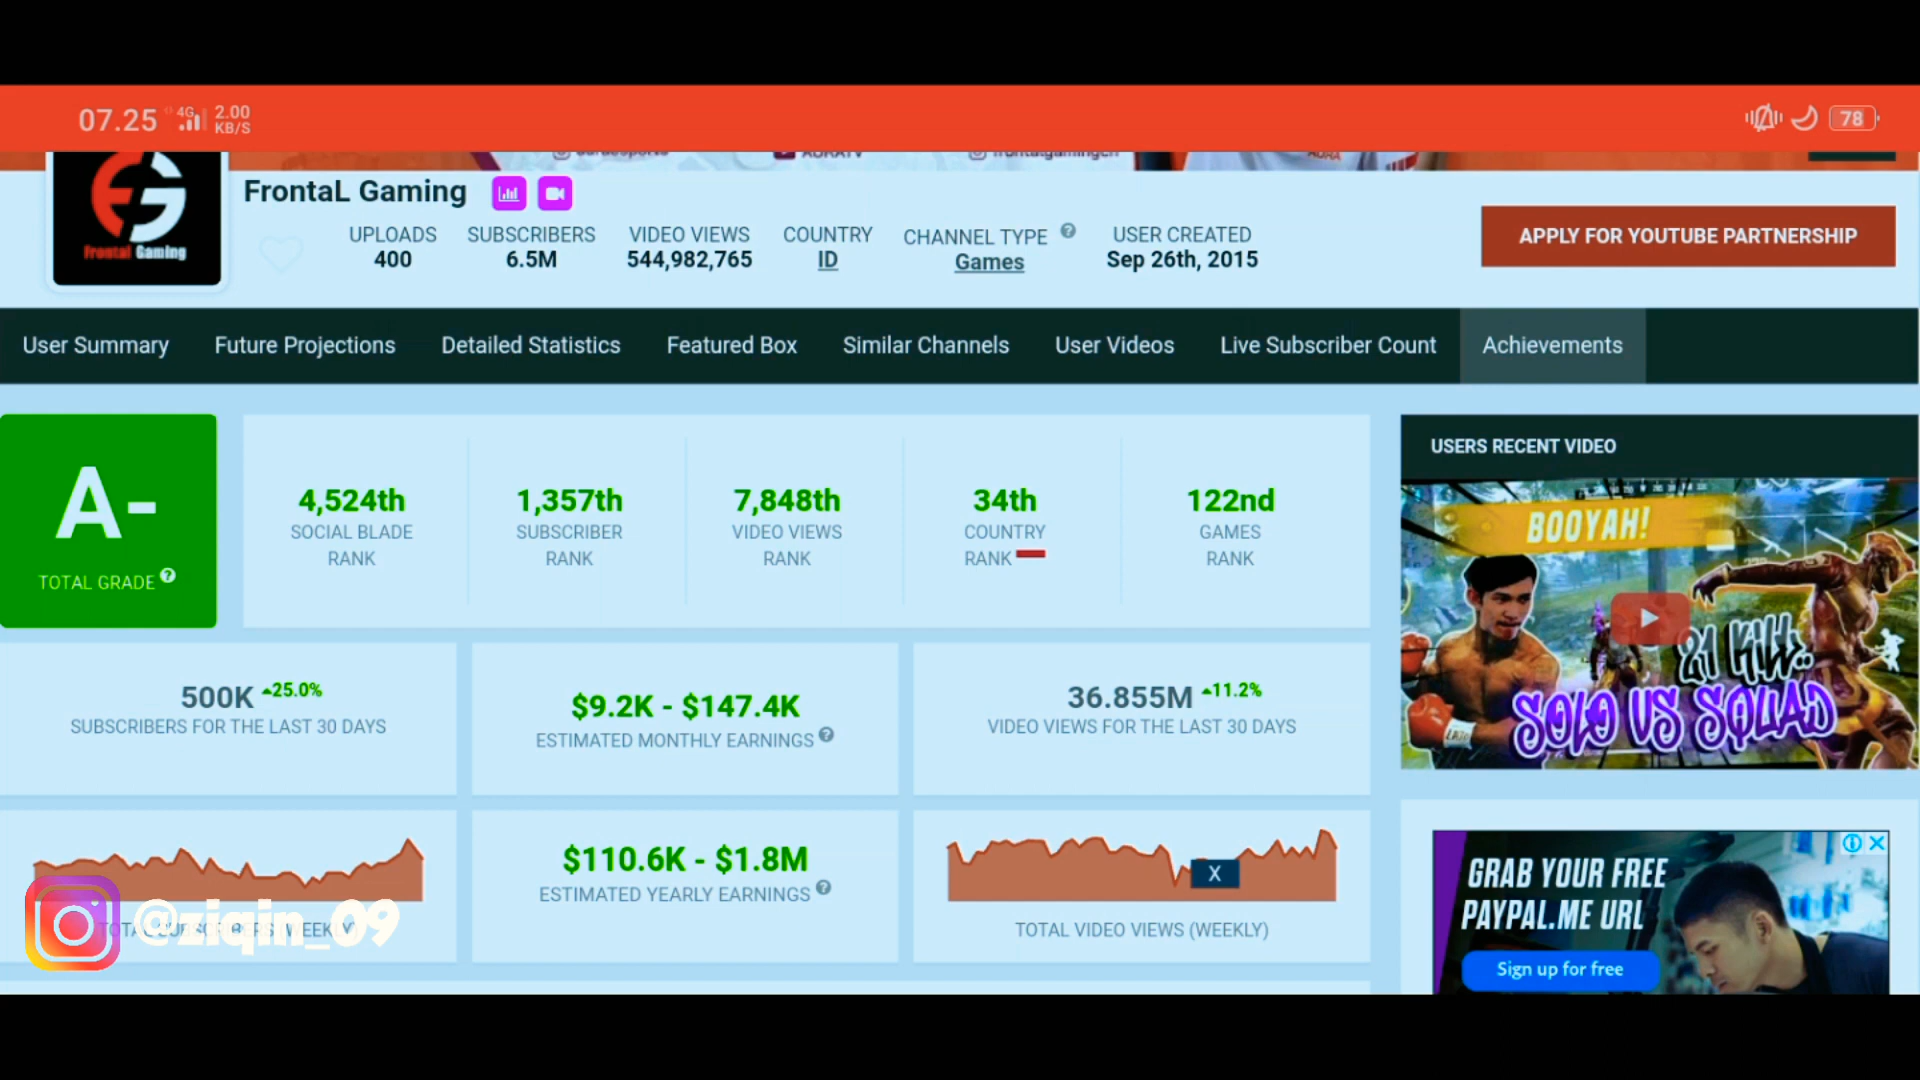 07.25 4G 2.00 KB/S 78
AURATV
FrontaL Gaming
Frontal Gaming
UPLOADS
400
SUBSCRIBERS
6.5M
VIDEO VIEWS
544,982,765
COUNTRY
ID
CHANNEL TYPE ?
Games
USER CREATED
Sep 26th, 2015
APPLY FOR YOUTUBE PARTNERSHIP
User Summary Future Projections Detailed Statistics Featured Box Similar Channels User Videos Live Subscriber Count Achievements
A-
TOTAL GRADE ?
4,524th
SOCIAL BLADE
RANK
1,357th
SUBSCRIBER
RANK
7,848th
VIDEO VIEWS
RANK
34th
COUNTRY
RANK
122nd
GAMES
RANK
USERS RECENT VIDEO
BOOYAH!
21 KILL..
SOLO VS SQUAD
500K 25.0%
SUBSCRIBERS FOR THE LAST 30 DAYS
$9.2K - $147.4K
ESTIMATED MONTHLY EARNINGS ?
36.855M 11.2%
VIDEO VIEWS FOR THE LAST 30 DAYS
TOTAL SUBSCRIBERS (WEEKLY)
@ziqin_09
$110.6K - $1.8M
ESTIMATED YEARLY EARNINGS ?
X
TOTAL VIDEO VIEWS (WEEKLY)
GRAB YOUR FREE
PAYPAL.ME URL
Sign up for free